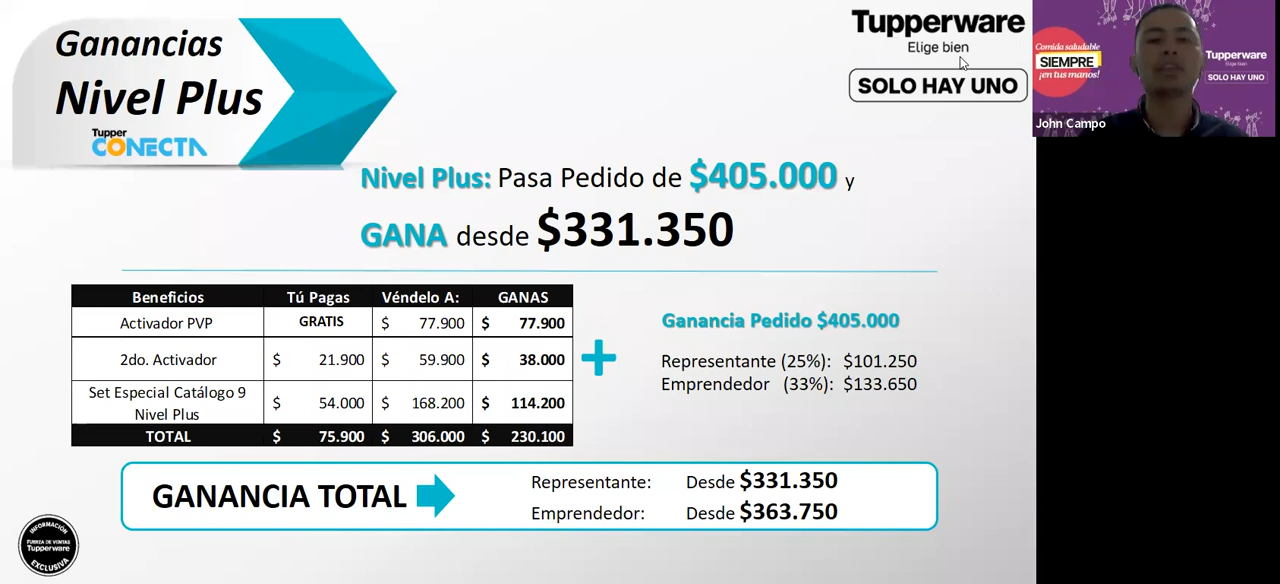 Ganancias
Nivel Plus
Tupper
CONECTA
Tupperware
Elige bien
SOLO HAY UNO
Comida saludable
SIEMPRE
¡en tus manos!
Tupperware
Elige bien
SOLO HAY UNO
John Campo
Nivel Plus: Pasa Pedido de $405.000 y
GANA desde $331.350
Beneficios Tú Pagas Véndelo A: GANAS
Activador PVP GRATIS $ 77.900 $ 77.900
2do. Activador $ 21.900 $ 59.900 $ 38.000
Set Especial Catálogo 9
Nivel Plus $ 54.000 $ 168.200 $ 114.200
TOTAL $ 75.900 $ 306.000 $ 230.100
+
Ganancia Pedido $405.000
Representante (25%): $101.250
Emprendedor (33%): $133.650
GANANCIA TOTAL
Representante: Desde $331.350
Emprendedor: Desde $363.750
INFORMACIÓN
FUERZA DE VENTAS
Tupperware
EXCLUSIVA